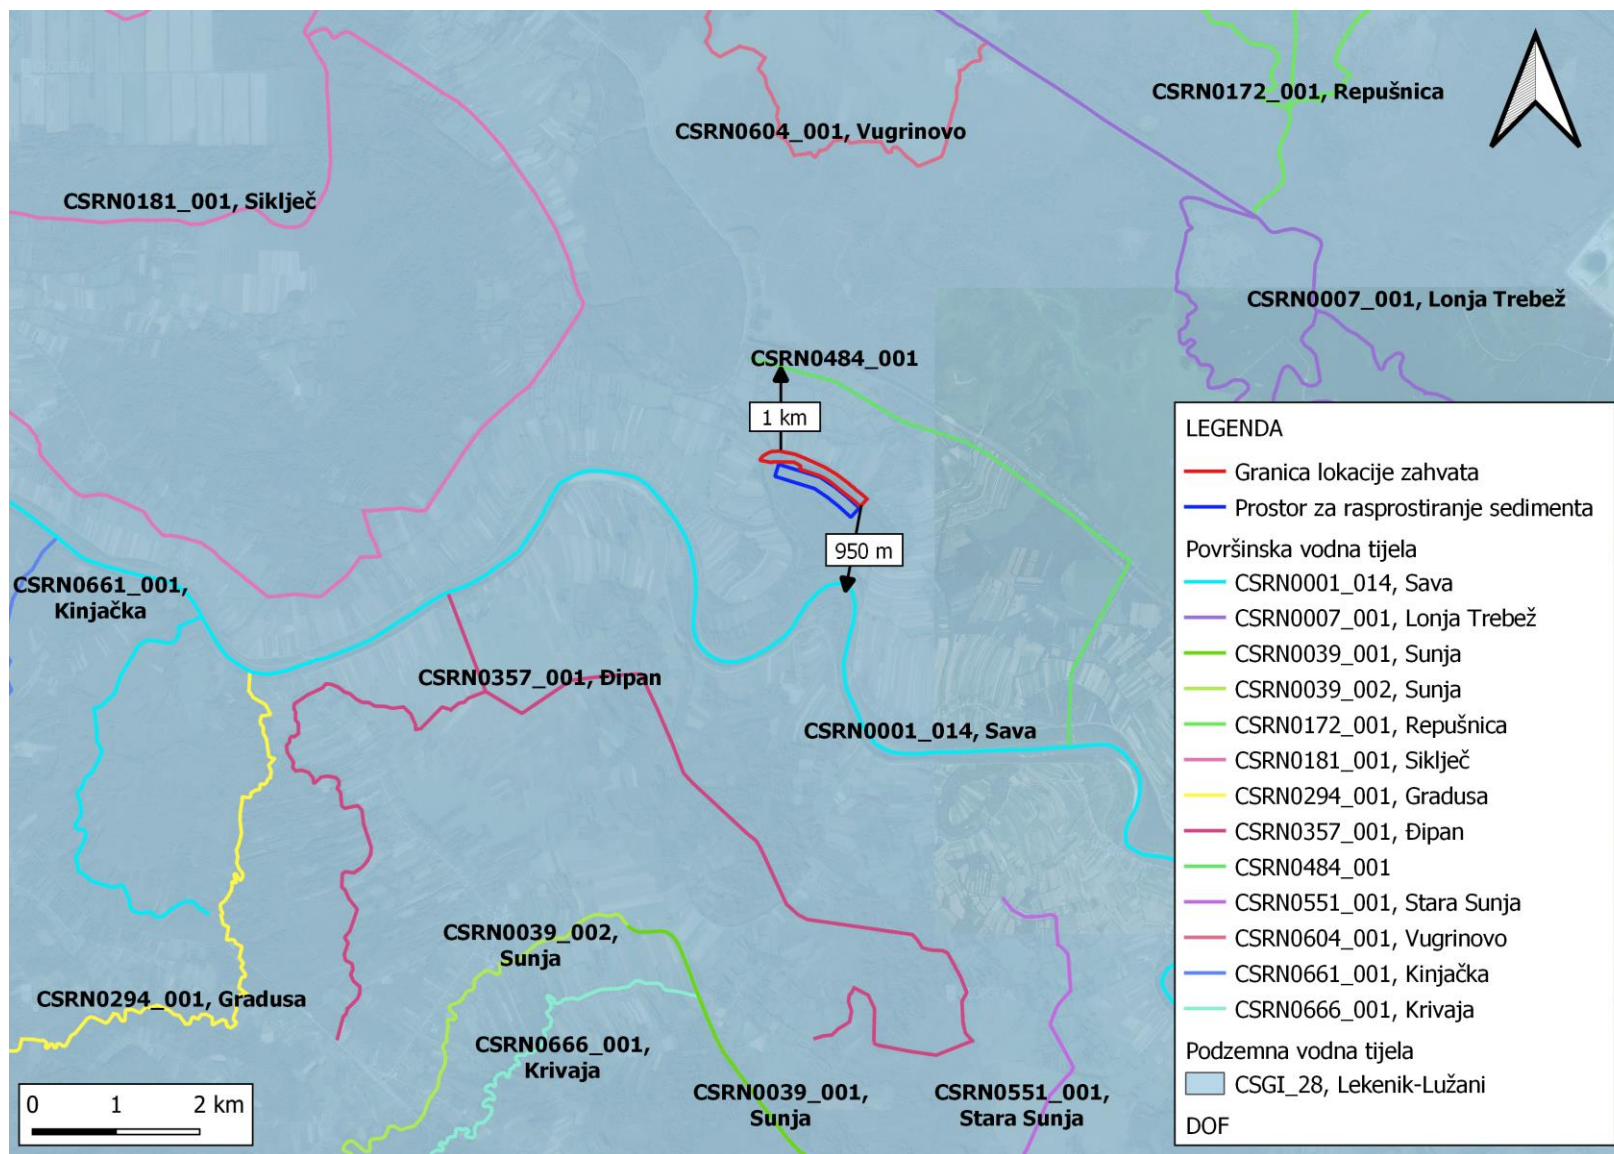 CSRN0172_001, Repušnica
CSRN0604_001, Vugrinovo
CSRN0181_001, Siklječ
CSRN0007_001, Lonja Trebež
CSRN0484_001
1 km
950 m
CSRN0661_001,
Kinjačka
CSRN0357_001, Đipan
CSRN0001_014, Sava
CSRN0039_002,
Sunja
CSRN0294_001, Gradusa
CSRN0666_001,
Krivaja
CSRN0039_001,
Sunja
CSRN0551_001,
Stara Sunja
0 1 2 km
LEGENDA
Granica lokacije zahvata
Prostor za rasprostiranje sedimenta
Površinska vodna tijela
CSRN0001_014, Sava
CSRN0007_001, Lonja Trebež
CSRN0039_001, Sunja
CSRN0039_002, Sunja
CSRN0172_001, Repušnica
CSRN0181_001, Siklječ
CSRN0294_001, Gradusa
CSRN0357_001, Đipan
CSRN0484_001
CSRN0551_001, Stara Sunja
CSRN0604_001, Vugrinovo
CSRN0661_001, Kinjačka
CSRN0666_001, Krivaja
Podzemna vodna tijela
CSGI_28, Lekenik-Lužani
DOF